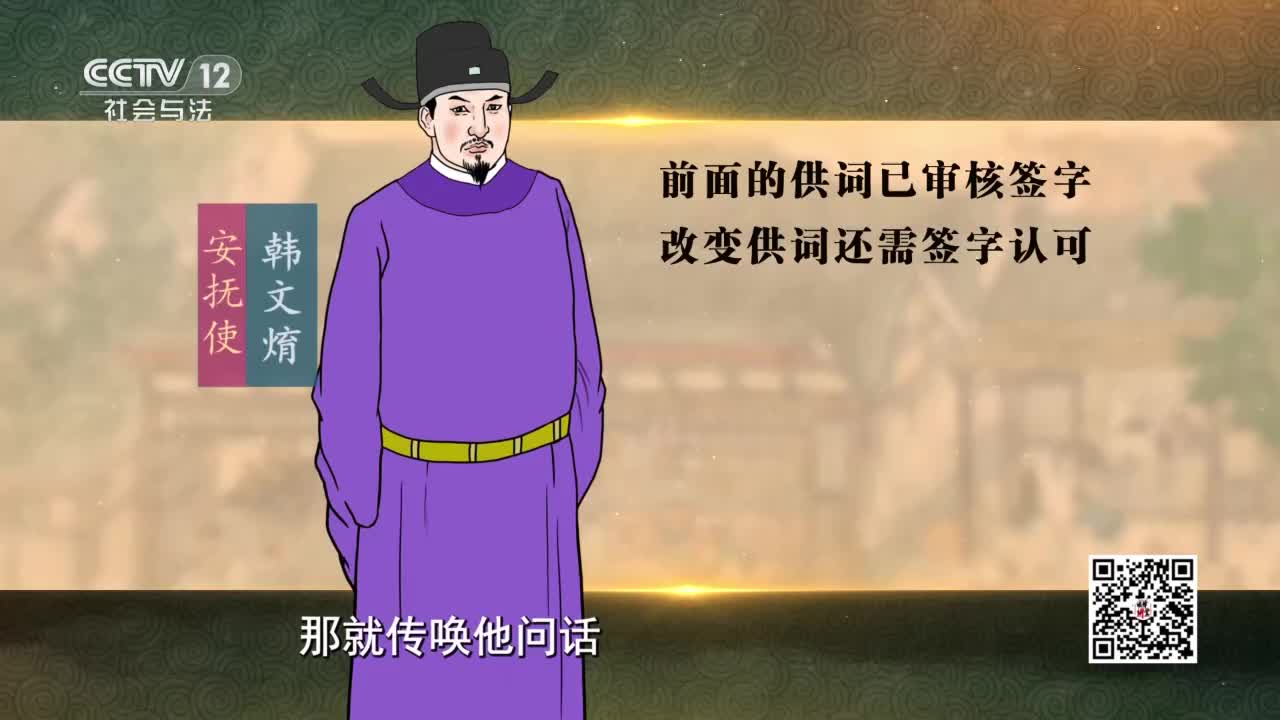 CCTV 12
社会与法
前面的供词已审核签字
改变供词还需签字认可
安抚使
韩文焴
那就传唤他问话